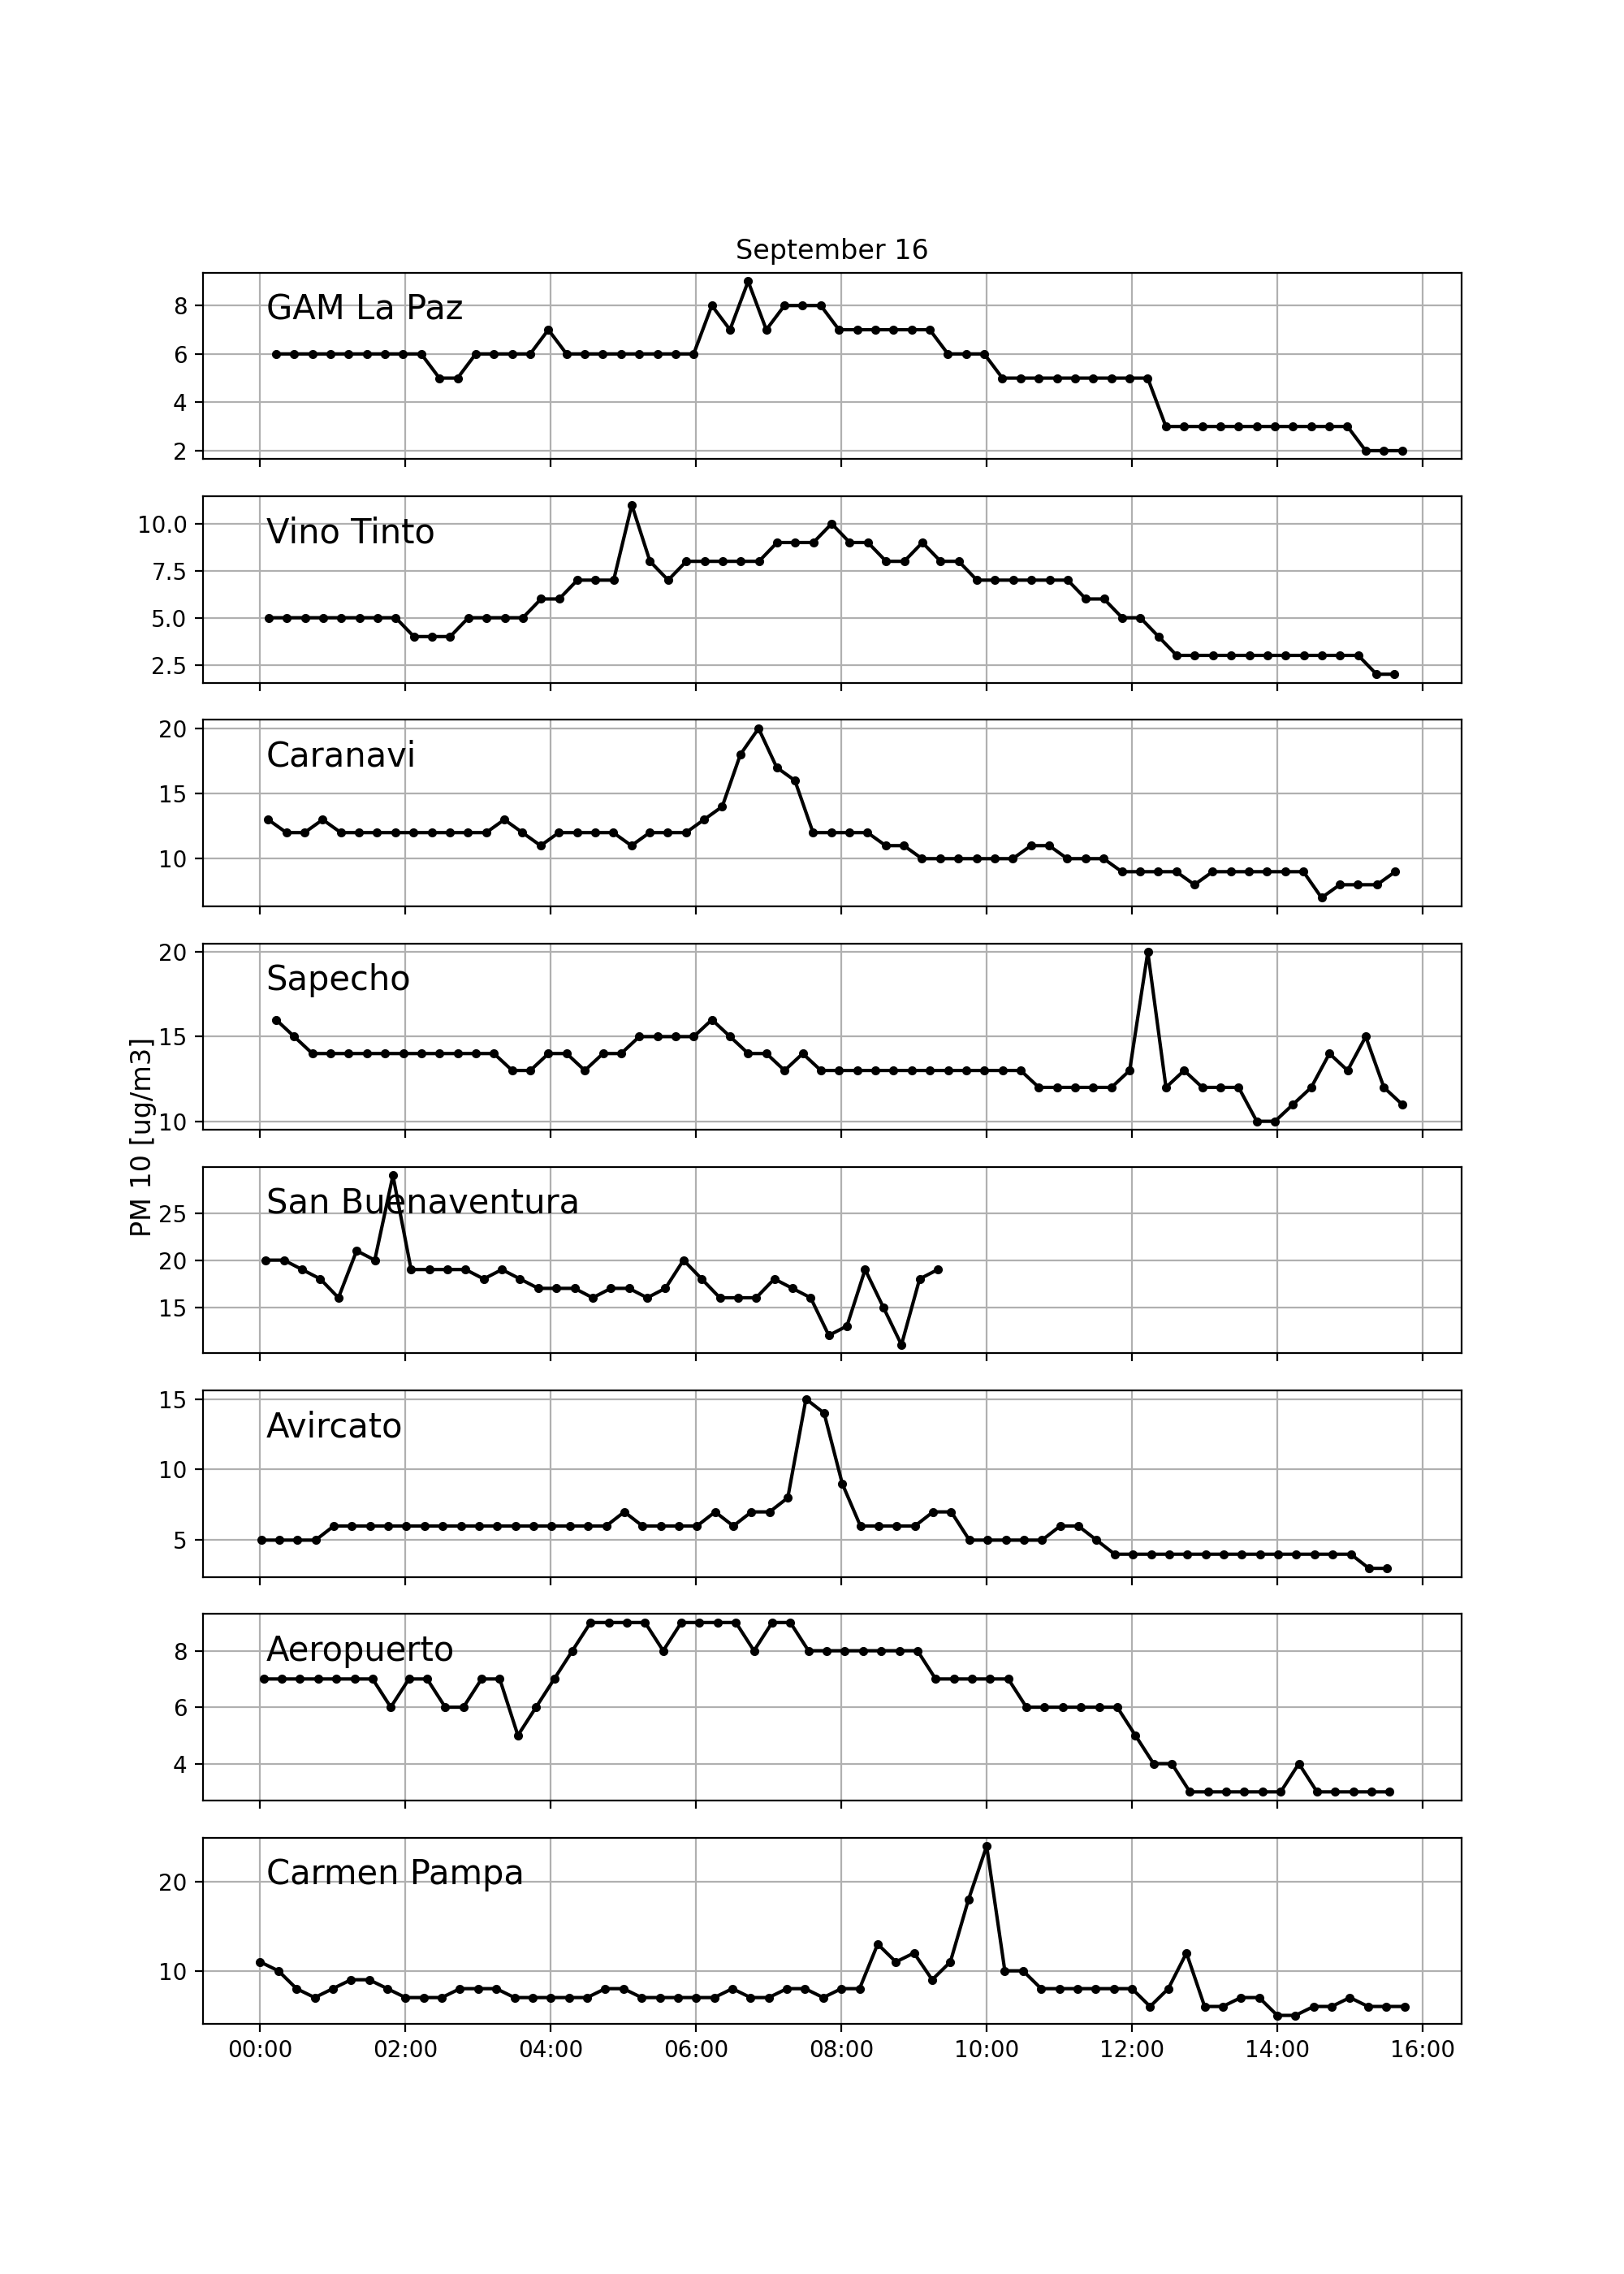 September 16
GAM La Paz
8
6
4
2
Vino Tinto
10.0
7.5
5.0
2.5
Caranavi
20
15
10
Sapecho
20
15
10
PM 10 [ug/m3]
San Buenaventura
25
20
15
Avircato
15
10
5
Aeropuerto
8
6
4
Carmen Pampa
20
10
00:00 02:00 04:00 06:00 08:00 10:00 12:00 14:00 16:00